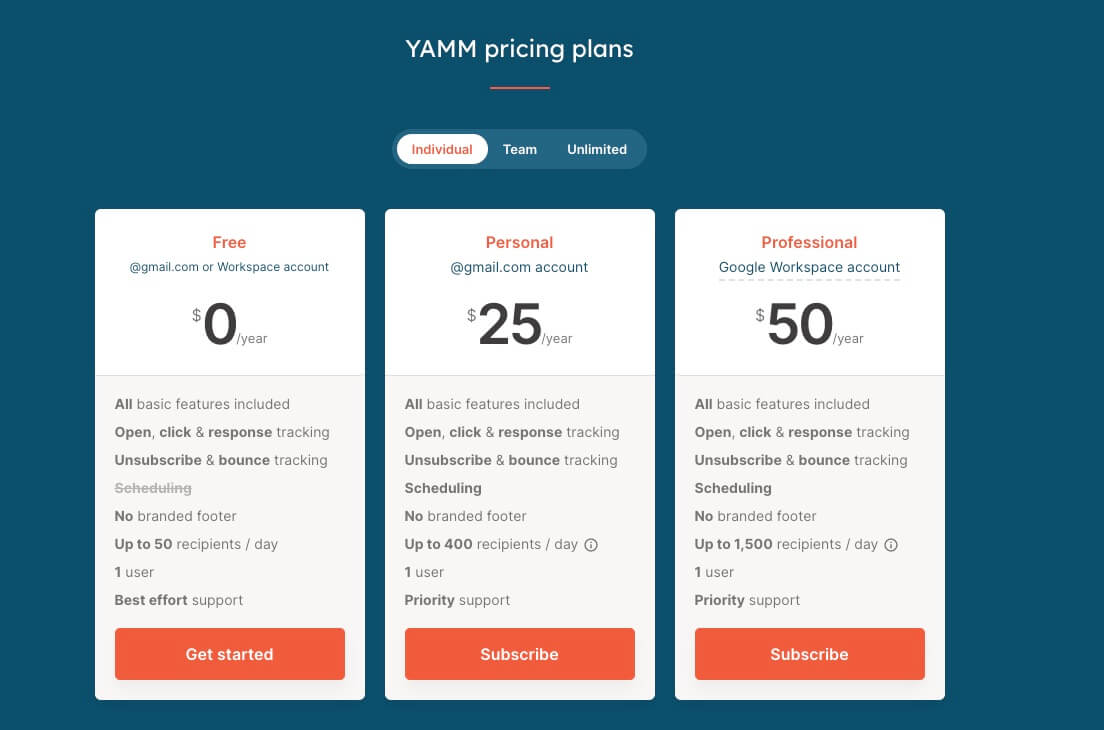 YAMM pricing plans
Individual Team Unlimited
Free
@gmail.com or Workspace account
$0/year
All basic features included
Open, click & response tracking
Unsubscribe & bounce tracking
Scheduling
No branded footer
Up to 50 recipients / day
1 user
Best effort support
Get started
Personal
@gmail.com account
$25/year
All basic features included
Open, click & response tracking
Unsubscribe & bounce tracking
Scheduling
No branded footer
Up to 400 recipients / day
1 user
Priority support
Subscribe
Professional
Google Workspace account
$50/year
All basic features included
Open, click & response tracking
Unsubscribe & bounce tracking
Scheduling
No branded footer
Up to 1,500 recipients / day
1 user
Priority support
Subscribe